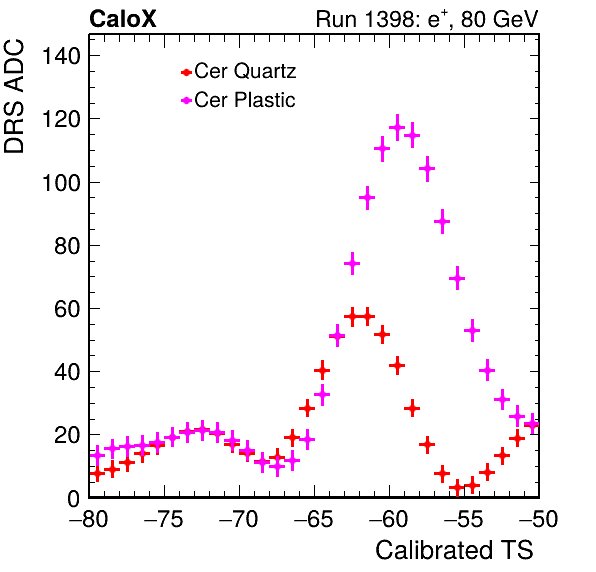 CaloX Run 1398: e⁺, 80 GeV
DRS ADC
Cer Quartz
Cer Plastic
140
120
100
80
60
40
20
0
−80 −75 −70 −65 −60 −55 −50
Calibrated TS